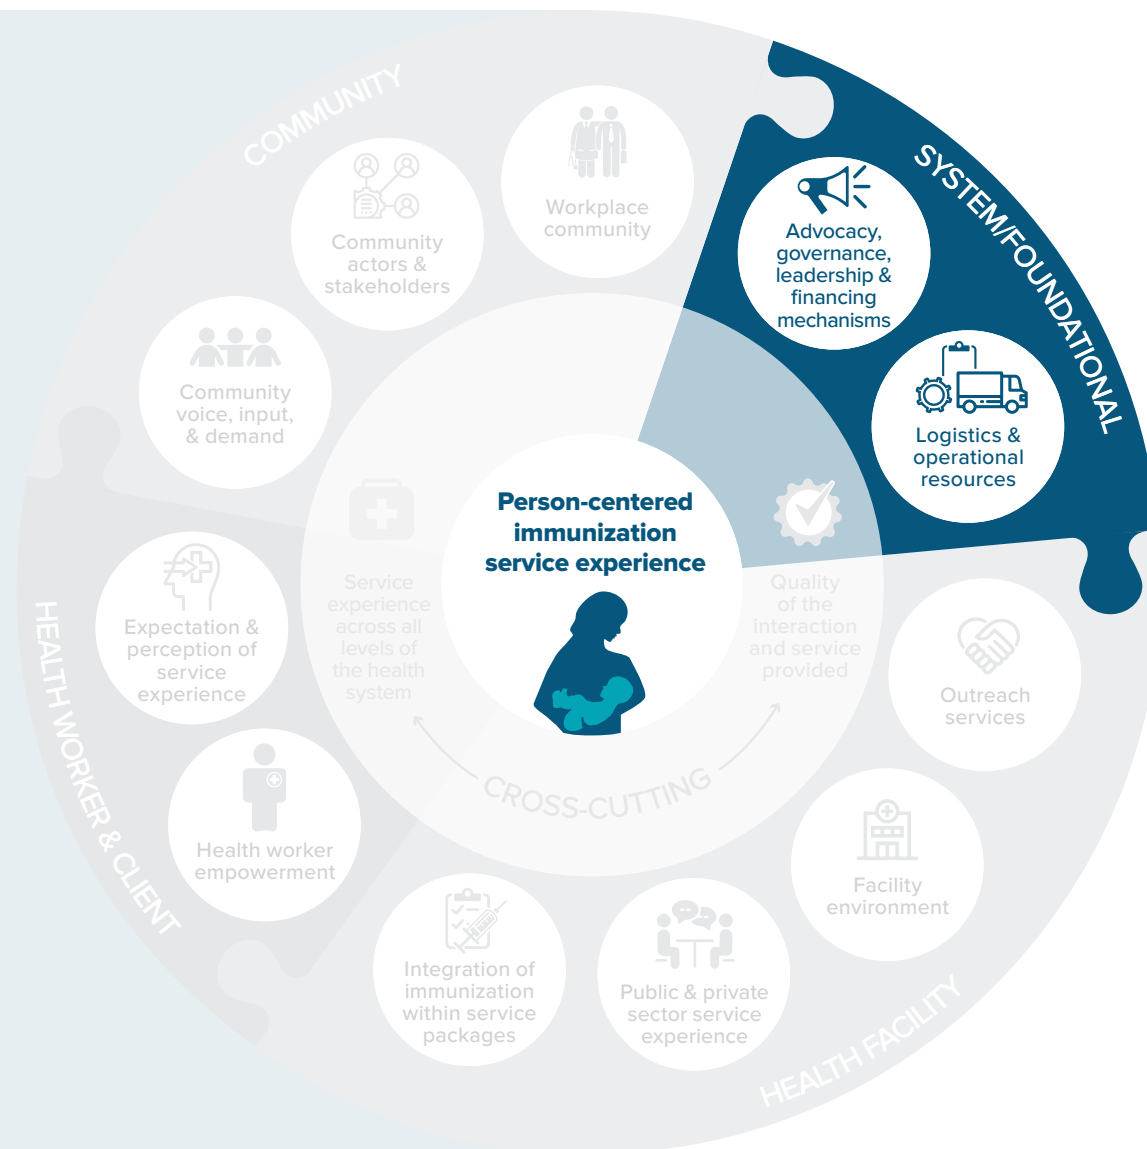 COMMUNITY
Workplace
community
Community
actors &
stakeholders
Community
voice, input,
& demand
SYSTEM/FOUNDATIONAL
Advocacy,
governance,
leadership &
financing
mechanisms
Logistics &
operational
resources
Person-centered
immunization
service experience
Service
experience
across all
levels of
the health
system
Quality
of the
interaction
and service
provided
CROSS-CUTTING
HEALTH WORKER & CLIENT
Expectation &
perception of
service
experience
Health worker
empowerment
HEALTH FACILITY
Outreach
services
Facility
environment
Public & private
sector service
experience
Integration of
immunization
within service
packages